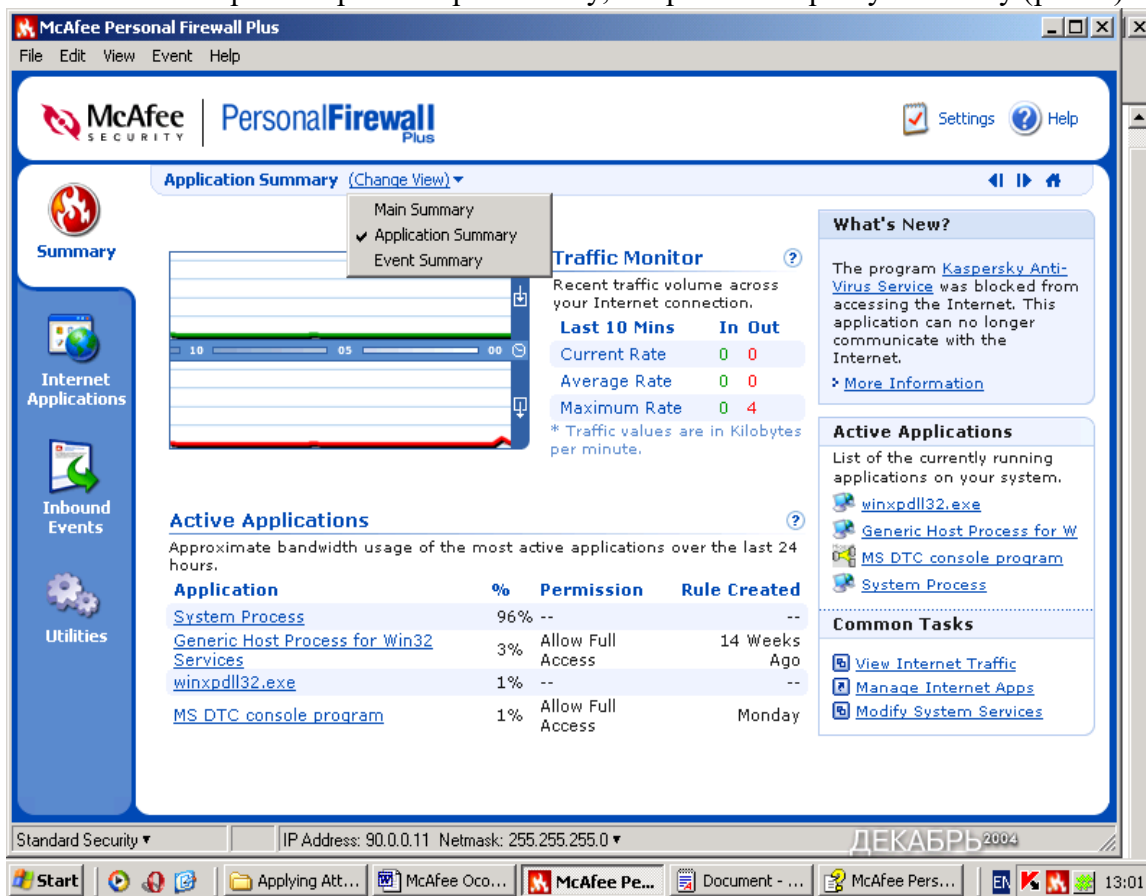 McAfee Personal Firewall Plus
File Edit View Event Help
McAfee
SECURITY
PersonalFirewall
Plus
Settings
Help
Application Summary (Change View)
Main Summary
Application Summary
Event Summary
Summary
Internet
Applications
Inbound
Events
Utilities
10 05 00
Traffic Monitor
Recent traffic volume across
your Internet connection.
Last 10 Mins In Out
Current Rate 0 0
Average Rate 0 0
Maximum Rate 0 4
* Traffic values are in Kilobytes
per minute.
Active Applications
Approximate bandwidth usage of the most active applications over the last 24
hours.
Application % Permission Rule Created
System Process 96% -- --
Generic Host Process for Win32
Services 3% Allow Full
Access 14 Weeks
Ago
winxpdll32.exe 1% -- --
MS DTC console program 1% Allow Full
Access Monday
What's New?
The program Kaspersky Anti-
Virus Service was blocked from
accessing the Internet. This
application can no longer
communicate with the
Internet.
More Information
Active Applications
List of the currently running
applications on your system.
winxpdll32.exe
Generic Host Process for W
MS DTC console program
System Process
Common Tasks
View Internet Traffic
Manage Internet Apps
Modify System Services
Standard Security
IP Address: 90.0.0.11 Netmask: 255.255.255.0
ДЕКАБРЬ 2004
Start
Applying Att...
McAfee Oco...
McAfee Pe...
Document - ...
McAfee Pers...
EN
13:01